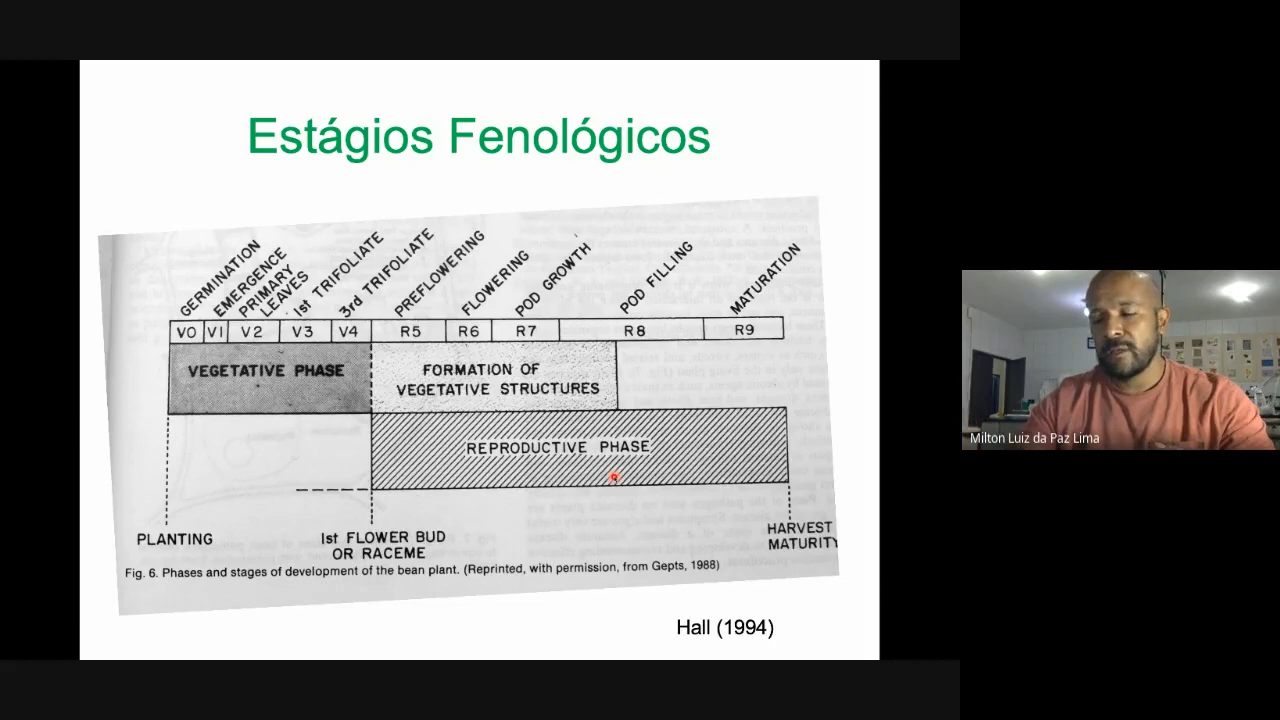 Estágios Fenológicos
GERMINATION
EMERGENCE
PRIMARY
LEAVES
1st TRIFOLIATE
3rd TRIFOLIATE
PREFLOWERING
FLOWERING
POD GROWTH
POD FILLING
MATURATION
V0 V1 V2 V3 V4 R5 R6 R7 R8 R9
VEGETATIVE PHASE
FORMATION OF
VEGETATIVE STRUCTURES
REPRODUCTIVE PHASE
PLANTING
1st FLOWER BUD
OR RACEME
HARVEST
MATURITY
Fig. 6. Phases and stages of development of the bean plant. (Reprinted, with permission, from Gepts, 1988)
Hall (1994)
Milton Luiz da Paz Lima